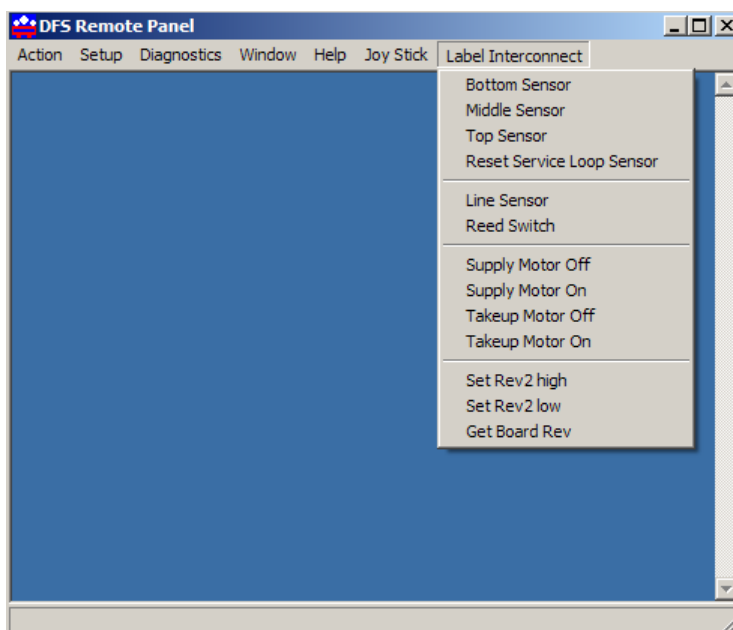 DFS Remote Panel
Action Setup Diagnostics Window Help Joy Stick Label Interconnect
Bottom Sensor
Middle Sensor
Top Sensor
Reset Service Loop Sensor
Line Sensor
Reed Switch
Supply Motor Off
Supply Motor On
Takeup Motor Off
Takeup Motor On
Set Rev2 high
Set Rev2 low
Get Board Rev